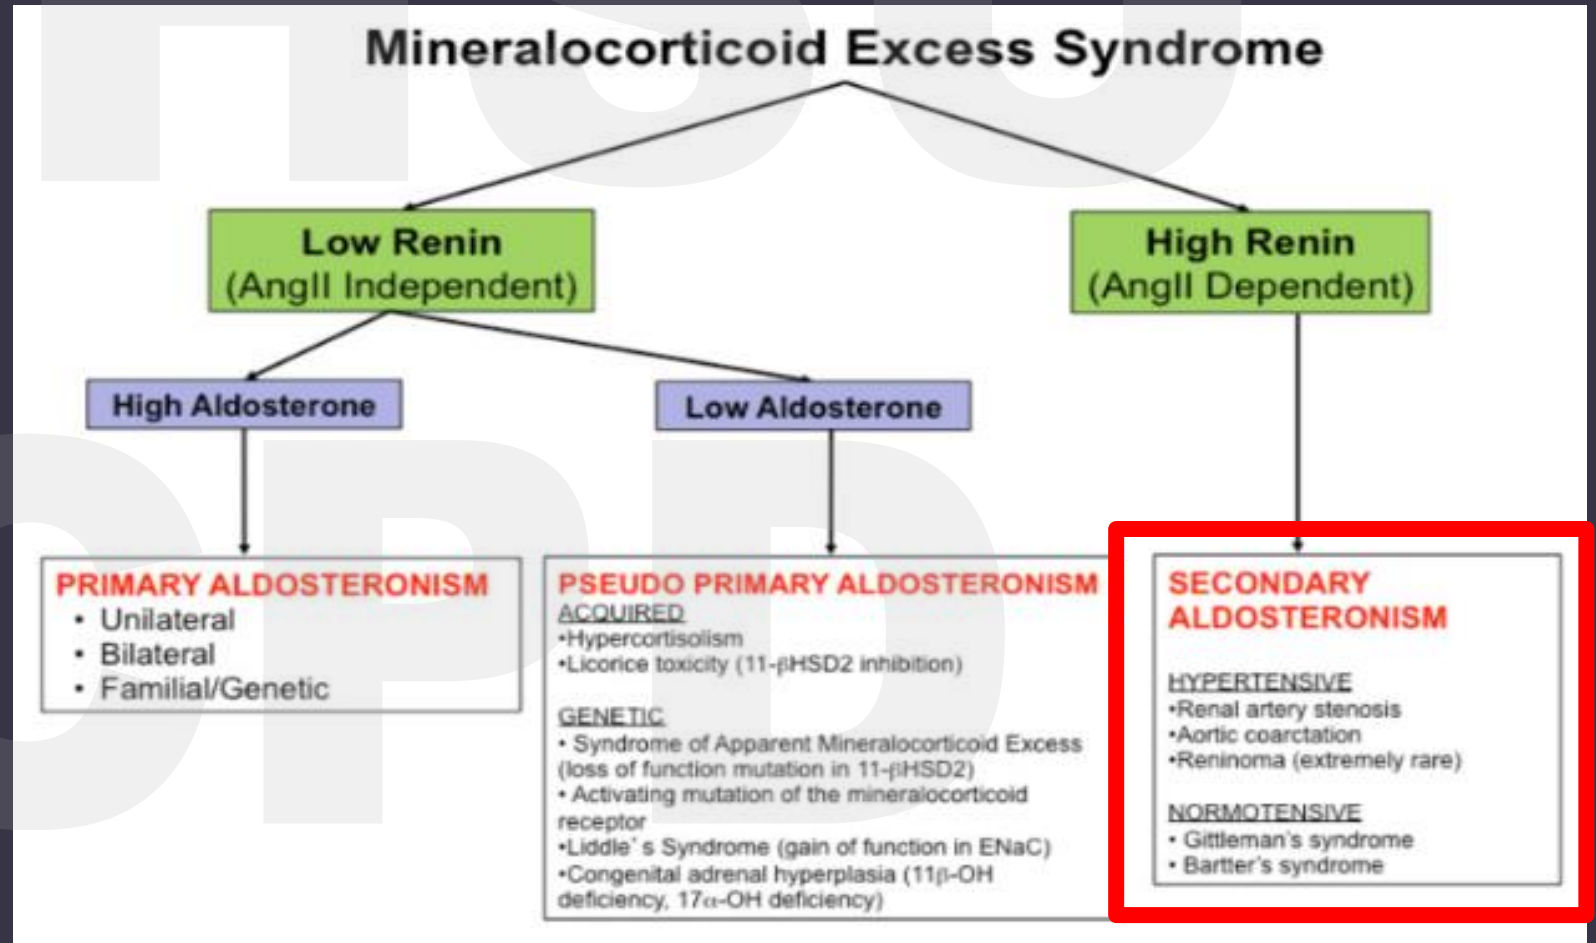 Mineralocorticoid Excess Syndrome
Low Renin
(AngII Independent)
High Renin
(AngII Dependent)
High Aldosterone
Low Aldosterone
PRIMARY ALDOSTERONISM
• Unilateral
• Bilateral
• Familial/Genetic
PSEUDO PRIMARY ALDOSTERONISM
ACQUIRED
•Hypercortisolism
•Licorice toxicity (11-βHSD2 inhibition)
GENETIC
• Syndrome of Apparent Mineralocorticoid Excess
(loss of function mutation in 11-βHSD2)
• Activating mutation of the mineralocorticoid
receptor
•Liddle's Syndrome (gain of function in ENaC)
•Congenital adrenal hyperplasia (11β-OH
deficiency, 17α-OH deficiency)
SECONDARY
ALDOSTERONISM
HYPERTENSIVE
•Renal artery stenosis
•Aortic coarctation
•Reninoma (extremely rare)
NORMOTENSIVE
• Gittleman's syndrome
• Bartter's syndrome
HSU
CPD